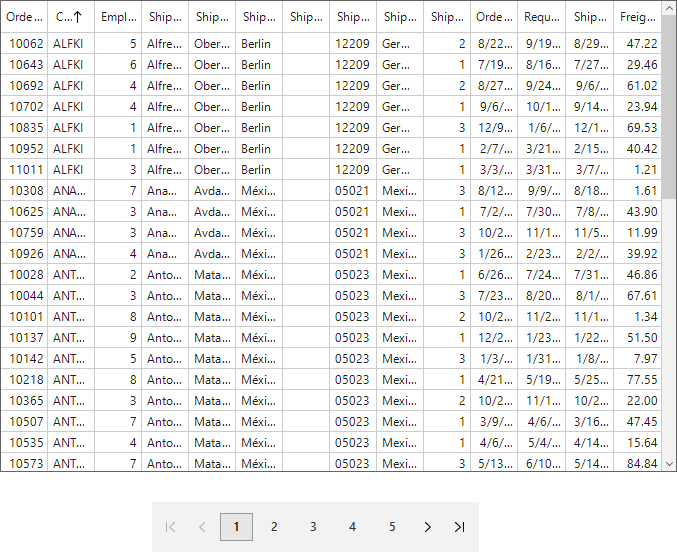 Orde... C...↑ Empl... Ship... Ship... Ship... Ship... Ship... Ship... Ship... Orde... Requ... Ship... Freig...
10062 ALFKI 5 Alfre... Ober... Berlin 12209 Ger... 2 8/22... 9/19... 8/29... 47.22
10643 ALFKI 6 Alfre... Ober... Berlin 12209 Ger... 1 7/19... 8/16... 7/27... 29.46
10692 ALFKI 4 Alfre... Ober... Berlin 12209 Ger... 2 8/27... 9/24... 9/6/... 61.02
10702 ALFKI 4 Alfre... Ober... Berlin 12209 Ger... 1 9/6/... 10/1... 9/14... 23.94
10835 ALFKI 1 Alfre... Ober... Berlin 12209 Ger... 3 12/9... 1/6/... 12/1... 69.53
10952 ALFKI 1 Alfre... Ober... Berlin 12209 Ger... 1 2/7/... 3/21... 2/15... 40.42
11011 ALFKI 3 Alfre... Ober... Berlin 12209 Ger... 1 3/3/... 3/31... 3/7/... 1.21
10308 ANA... 7 Ana... Avda... Méxi... 05021 Mexi... 3 8/12... 9/9/... 8/18... 1.61
10625 ANA... 3 Ana... Avda... Méxi... 05021 Mexi... 1 7/2/... 7/30... 7/8/... 43.90
10759 ANA... 3 Ana... Avda... Méxi... 05021 Mexi... 3 10/2... 11/1... 11/5... 11.99
10926 ANA... 4 Ana... Avda... Méxi... 05021 Mexi... 3 1/26... 2/23... 2/2/... 39.92
10028 ANT... 2 Anto... Mata... Méxi... 05023 Mexi... 1 6/26... 7/24... 7/31... 46.86
10044 ANT... 3 Anto... Mata... Méxi... 05023 Mexi... 3 7/23... 8/20... 8/1/... 67.61
10101 ANT... 8 Anto... Mata... Méxi... 05023 Mexi... 2 10/2... 11/2... 11/1... 1.34
10137 ANT... 9 Anto... Mata... Méxi... 05023 Mexi... 1 12/2... 1/23... 1/22... 51.50
10142 ANT... 5 Anto... Mata... Méxi... 05023 Mexi... 3 1/3/... 1/31... 1/8/... 7.97
10218 ANT... 8 Anto... Mata... Méxi... 05023 Mexi... 1 4/21... 5/19... 5/25... 77.55
10365 ANT... 3 Anto... Mata... Méxi... 05023 Mexi... 2 10/2... 11/1... 10/2... 22.00
10507 ANT... 7 Anto... Mata... Méxi... 05023 Mexi... 1 3/9/... 4/6/... 3/16... 47.45
10535 ANT... 4 Anto... Mata... Méxi... 05023 Mexi... 1 4/6/... 5/4/... 4/14... 15.64
10573 ANT... 7 Anto... Mata... Méxi... 05023 Mexi... 3 5/13... 6/10... 5/14... 84.84
1 2 3 4 5